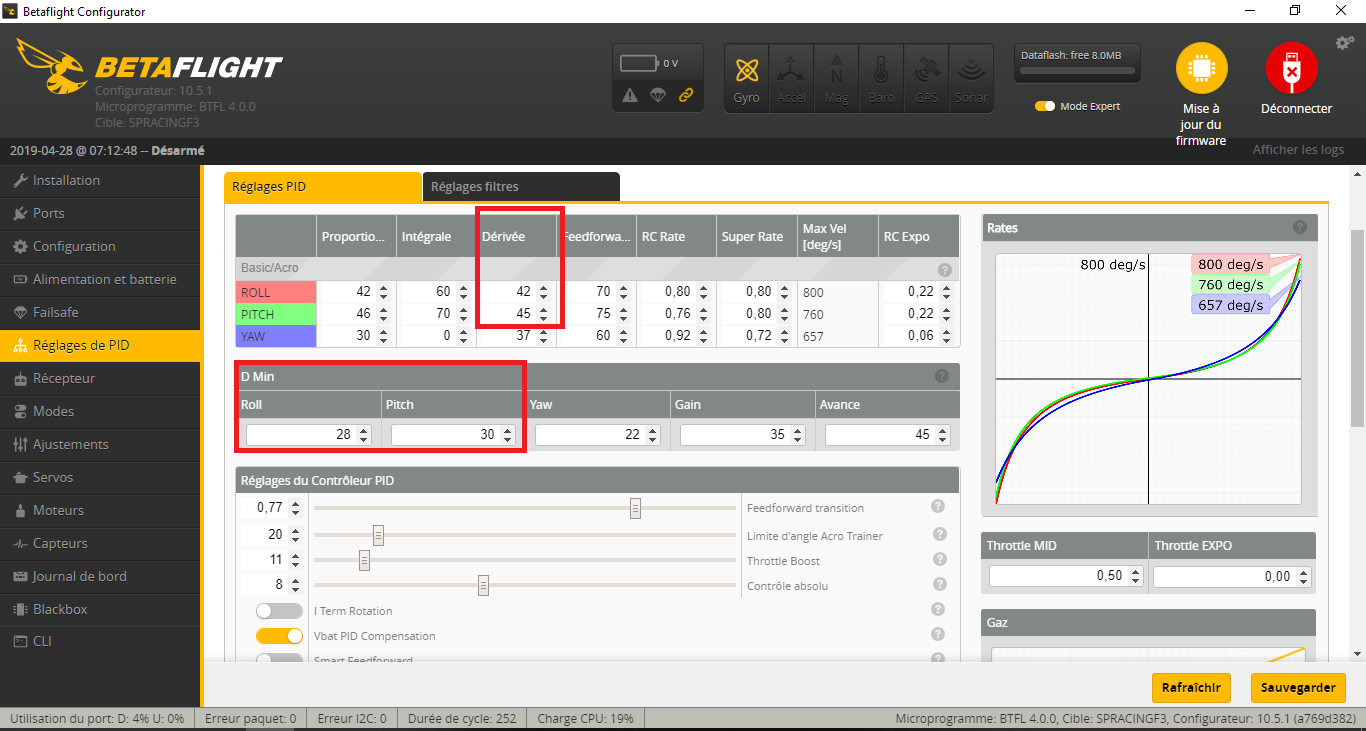 Betaflight Configurator
BETAFLIGHT
Configurateur: 10.5.1
Microprogramme: BTFL 4.0.0
Cible: SPRACINGF3
0 V
Gyro
Accel
Mag
Baro
GPS
Sonar
Dataflash: free 8.0MB
Mode Expert
Mise à
jour du
firmware
Déconnecter
2019-04-28 @ 07:12:48 -- Désarmé
Afficher les logs
Installation
Ports
Configuration
Alimentation et batterie
Failsafe
Réglages de PID
Récepteur
Modes
Ajustements
Servos
Moteurs
Capteurs
Journal de bord
Blackbox
CLI
Réglages PID
Réglages filtres
Proportio... Intégrale Dérivée Feedforwa... RC Rate Super Rate Max Vel [deg/s] RC Expo
Basic/Acro
ROLL 42 60 42 70 0,80 0,80 800 0,22
PITCH 46 70 45 75 0,76 0,80 760 0,22
YAW 30 0 37 60 0,92 0,72 657 0,06
D Min
Roll Pitch Yaw Gain Avance
28 30 22 35 45
Réglages du Contrôleur PID
0,77 Feedforward transition
20 Limite d'angle Acro Trainer
11 Throttle Boost
8 Contrôle absolu
I Term Rotation
Vbat PID Compensation
Smart Feedforward
Rates
800 deg/s
800 deg/s
760 deg/s
657 deg/s
Throttle MID Throttle EXPO
0,50 0,00
Gaz
Rafraîchir
Sauvegarder
Utilisation du port: D: 4% U: 0% Erreur paquet: 0 Erreur I2C: 0 Durée de cycle: 252 Charge CPU: 19% Microprogramme: BTFL 4.0.0, Cible: SPRACINGF3, Configurateur: 10.5.1 (a769d382)